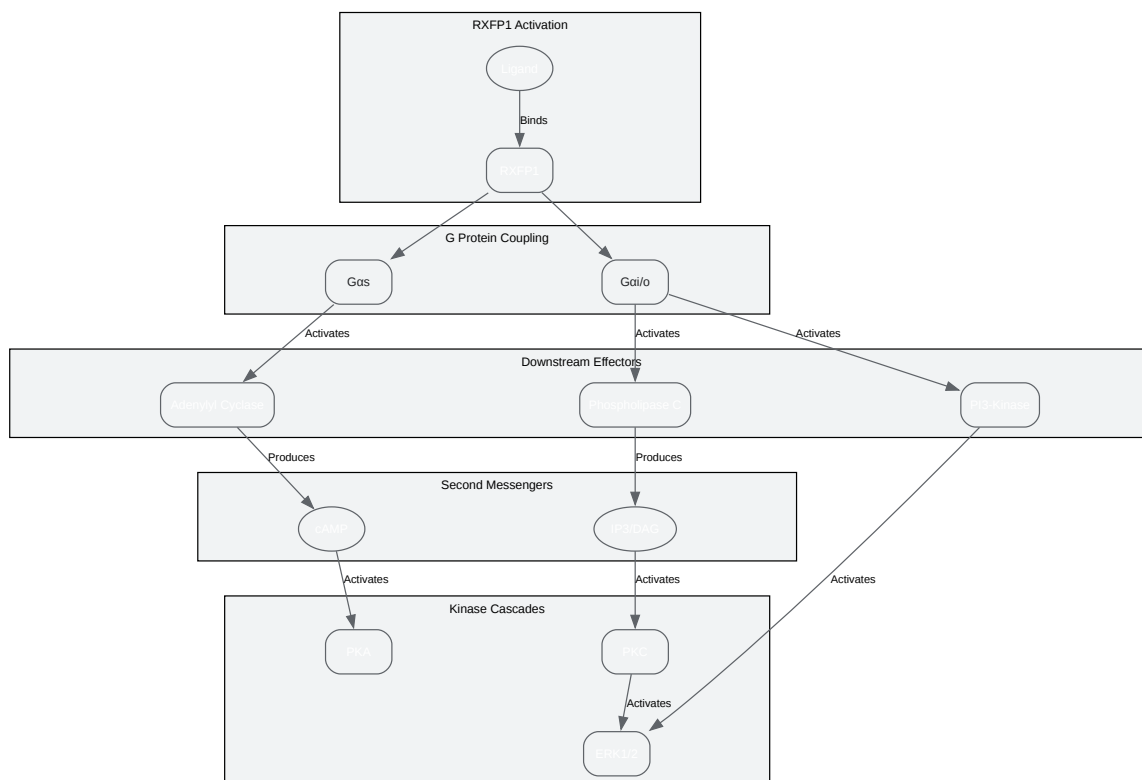 RXFP1 Activation
Ligand
Binds
RXFP1
G Protein Coupling
Gαs
Gαi/o
Activates
Activates
Activates
Downstream Effectors
Adenylyl Cyclase
Phospholipase C
PI3-Kinase
Produces
Produces
Second Messengers
cAMP
IP3/DAG
Activates
Activates
Activates
Kinase Cascades
PKA
PKC
Activates
ERK1/2